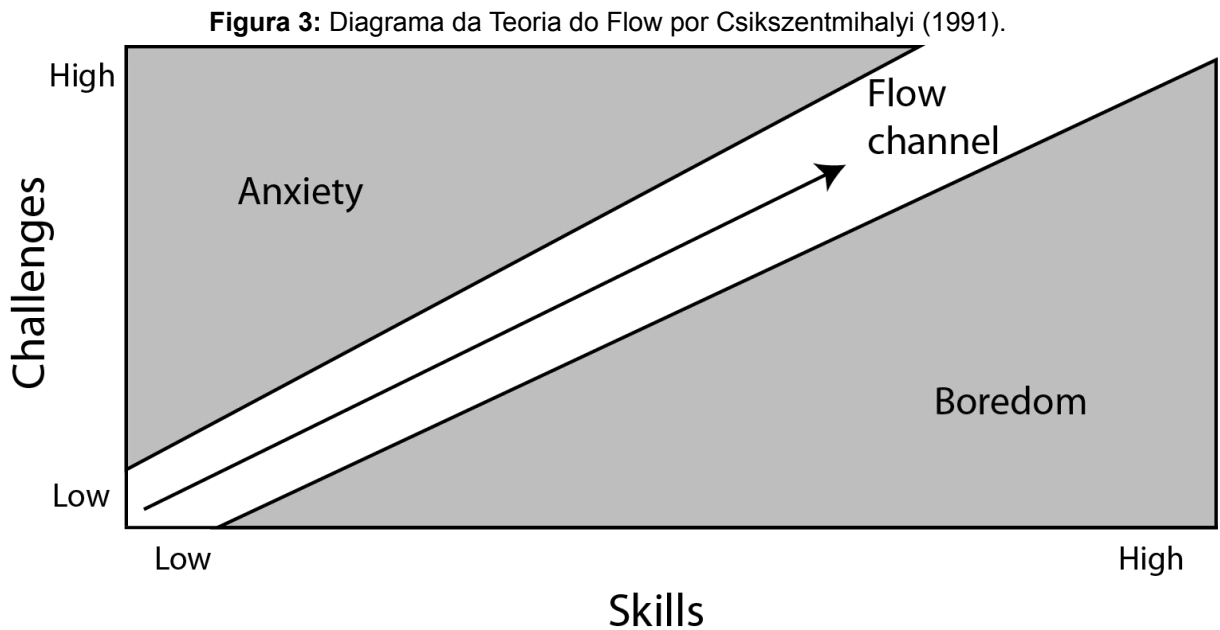 Figura 3: Diagrama da Teoria do Flow por Csikszentmihalyi (1991).
High
Flow
channel
Anxiety
Challenges
Boredom
Low
Low
High
Skills